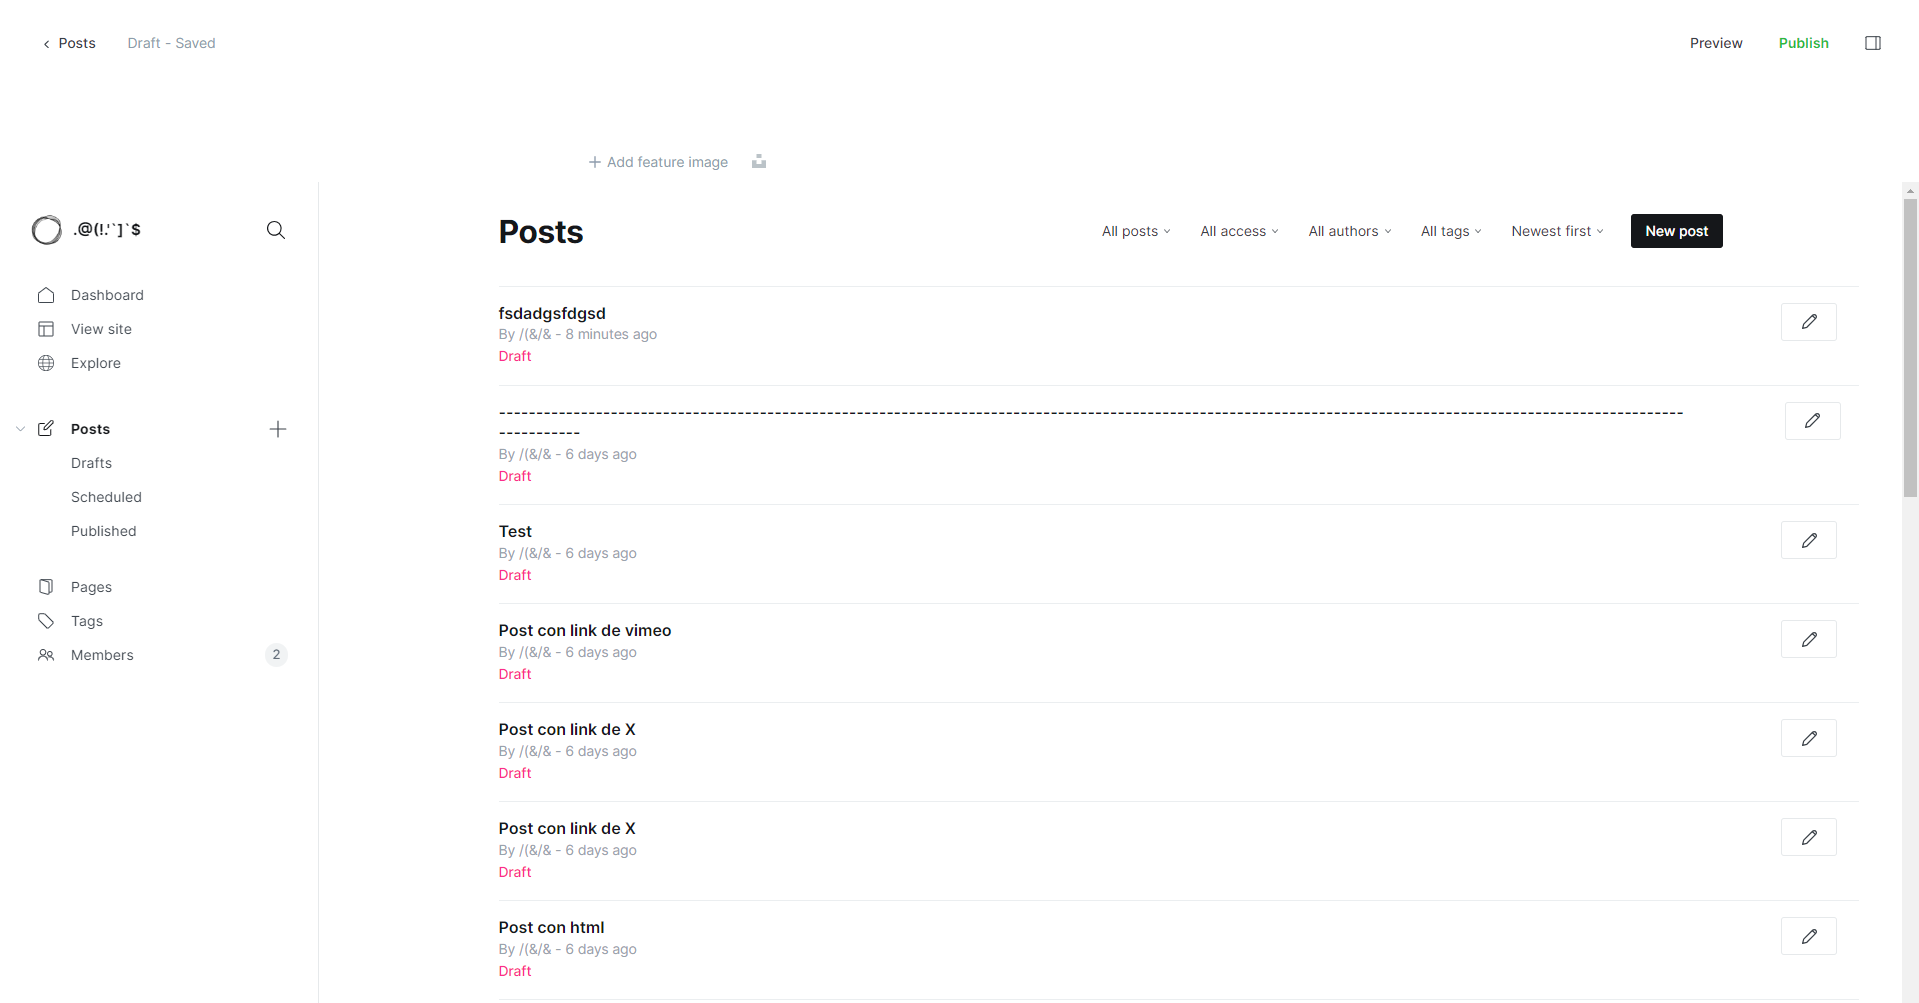 Posts
Draft - Saved
Preview
Publish
Add feature image
.@(!.'`]`$
Dashboard
View site
Explore
Posts
Drafts
Scheduled
Published
Pages
Tags
Members
2
Posts
All posts
All access
All authors
All tags
Newest first
New post
fsdadgsfdgsd
By /(&/& - 8 minutes ago
Draft
----------------------------------------------------------------------------------------------------------------------------------------------------------------
-----------
By /(&/& - 6 days ago
Draft
Test
By /(&/& - 6 days ago
Draft
Post con link de vimeo
By /(&/& - 6 days ago
Draft
Post con link de X
By /(&/& - 6 days ago
Draft
Post con link de X
By /(&/& - 6 days ago
Draft
Post con html
By /(&/& - 6 days ago
Draft